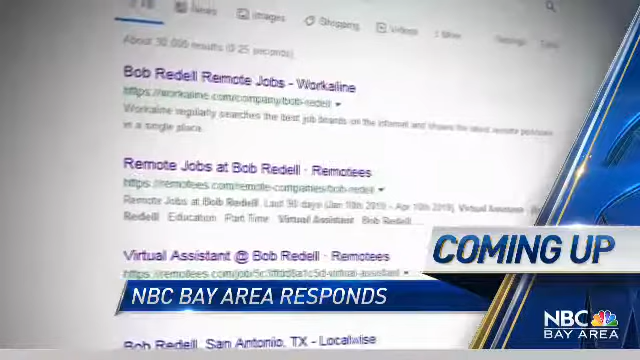 All
News
Images
Shopping
Videos
More
Settings
Tools
About 30,000 results (0.25 seconds)
Bob Redell Remote Jobs - Workaline
https://workaline.com/company/bob-redell
Workaline regularly searches the best job boards on the internet and shows the latest remote positions
in a single place.
Remote Jobs at Bob Redell · Remotees
https://remotees.com/remote-companies/bob-redell
Remote Jobs at Bob Redell. Last 90 days (Jan 10th 2019 - Apr 10th 2019). Virtual Assistant
Redell Education Part Time Virtual Assistant Bob Redell
COMING UP
Virtual Assistant @ Bob Redell · Remotees
NBC BAY AREA RESPONDS
NBC
BAY AREA
Bob Redell, San Antonio, TX - Localwise